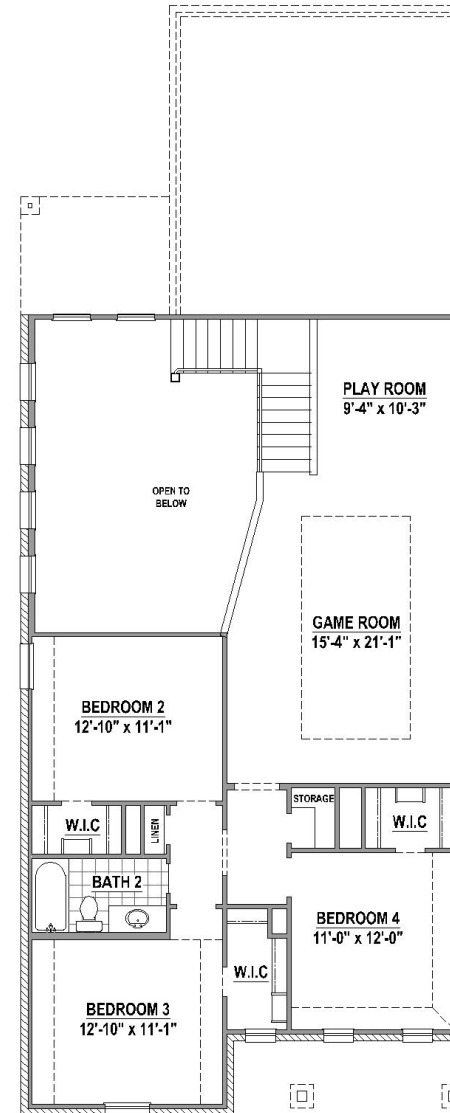 PLAY ROOM
9'-4" x 10'-3"
OPEN TO
BELOW
GAME ROOM
15'-4" x 21'-1"
BEDROOM 2
12'-10" x 11'-1"
STORAGE
W.I.C
LINEN
W.I.C
BATH 2
BEDROOM 4
11'-0" x 12'-0"
W.I.C
BEDROOM 3
12'-10" x 11'-1"